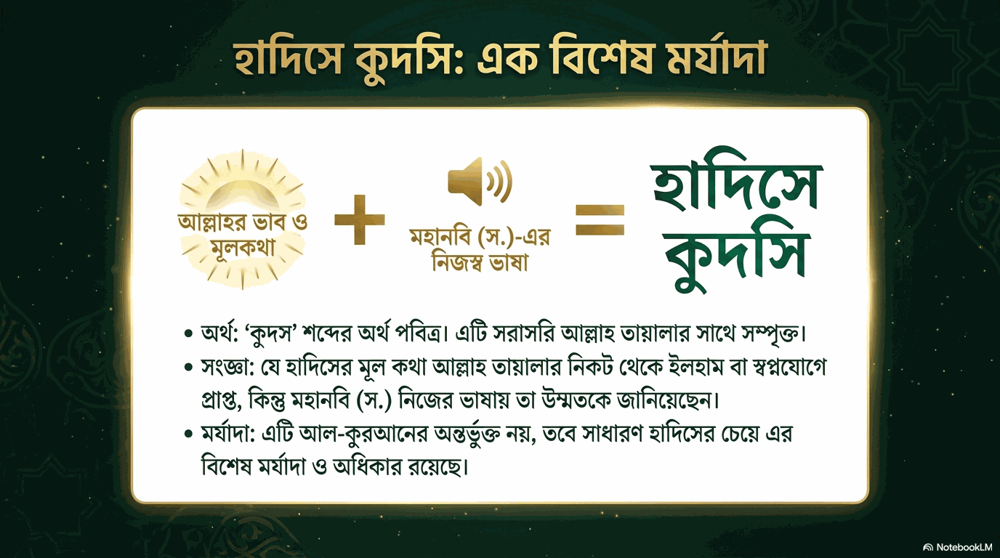 হাদিসে কুদসি: এক বিশেষ মর্যাদা
আল্লাহর ভাব ও
মূলকথা
+
মহানবি (স.)-এর
নিজস্ব ভাষা
=
হাদিসে
কুদসি
• অর্থ: ‘কুদস’ শব্দের অর্থ পবিত্র। এটি সরাসরি আল্লাহ তায়ালার সাথে সম্পৃক্ত।
• সংজ্ঞা: যে হাদিসের মূল কথা আল্লাহ তায়ালার নিকট থেকে ইলহাম বা স্বপ্নযোগে
প্রাপ্ত, কিন্তু মহানবি (স.) নিজের ভাষায় তা উম্মতকে জানিয়েছেন।
• মর্যাদা: এটি আল-কুরআনের অন্তর্ভুক্ত নয়, তবে সাধারণ হাদিসের চেয়ে এর
বিশেষ মর্যাদা ও অধিকার রয়েছে।
NotebookLM